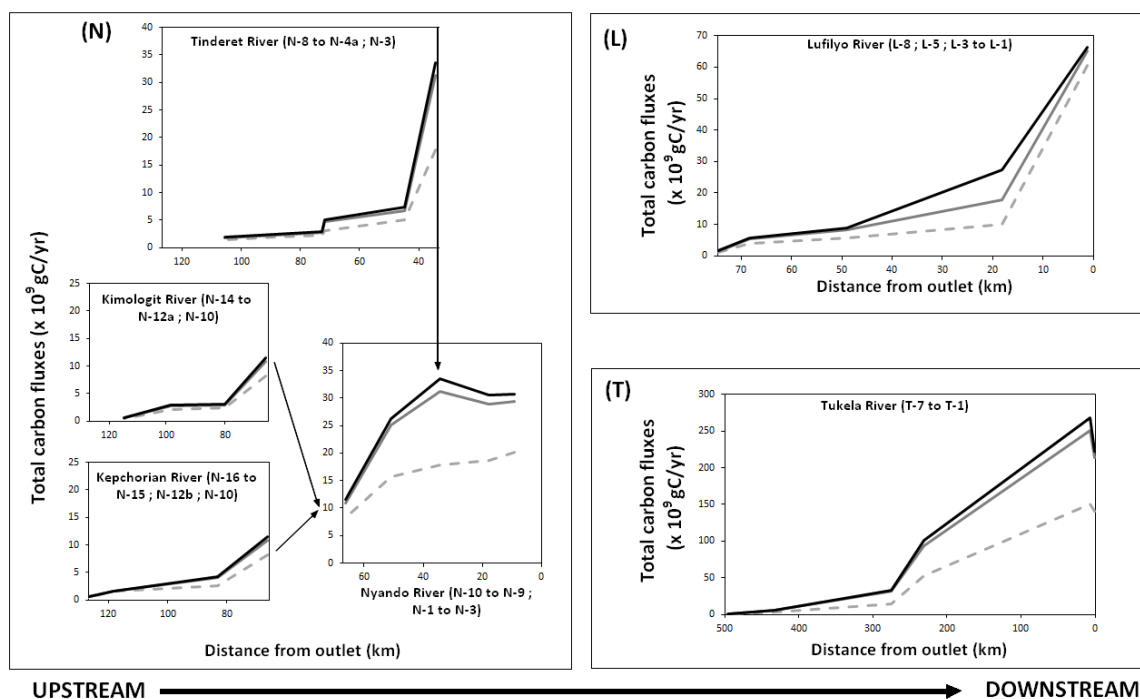 (N)
Tinderet River (N-8 to N-4a ; N-3)
40
35
30
25
20
15
10
5
0
120 100 80 60 40
Total carbon fluxes (x 10⁹ gC/yr)
Kimologit River (N-14 to
N-12a ; N-10)
25
20
15
10
5
0
120 100 80
Kepchorian River (N-16 to
N-15 ; N-12b ; N-10)
25
20
15
10
5
0
120 100 80
40
35
30
25
20
15
10
5
0
60 40 20 0
Nyando River (N-10 to N-9 ;
N-1 to N-3)
Distance from outlet (km)
(L)
Lufilyo River (L-8 ; L-5 ; L-3 to L-1)
Total carbon fluxes
(x 10⁹ gC/yr)
70
60
50
40
30
20
10
0
70 60 50 40 30 20 10 0
Distance from outlet (km)
(T)
Tukela River (T-7 to T-1)
Total carbon fluxes
(x 10⁹ gC/yr)
300
250
200
150
100
50
0
500 400 300 200 100 0
Distance from outlet (km)
UPSTREAM DOWNSTREAM